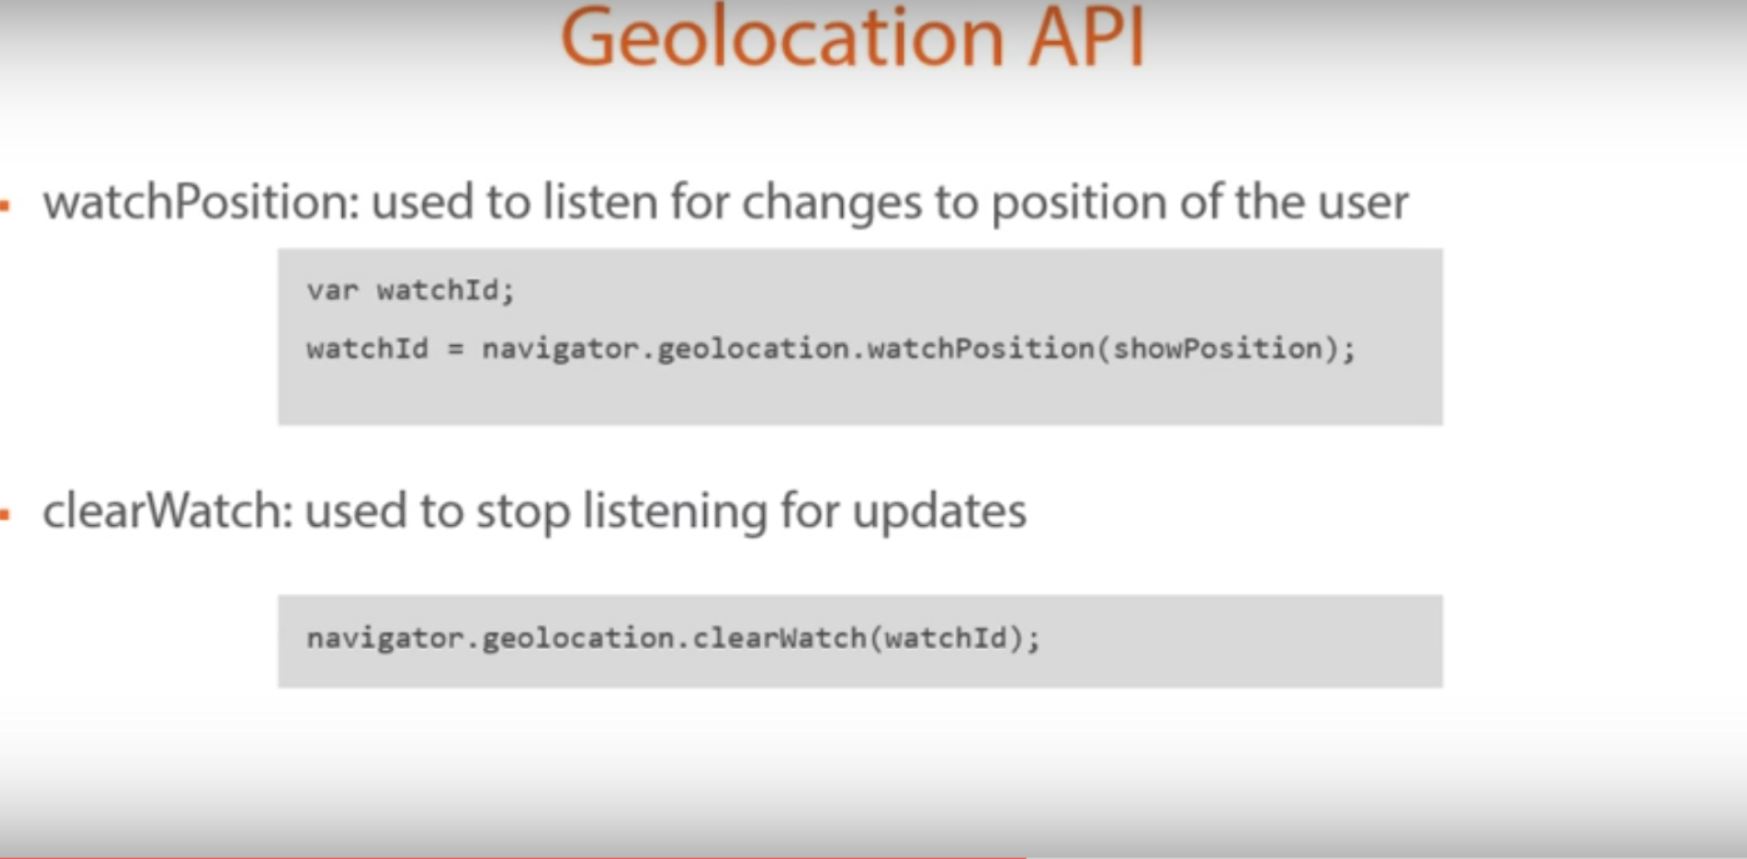 Geolocation API
watchPosition: used to listen for changes to position of the user
var watchId;
watchId = navigator.geolocation.watchPosition(showPosition);
clearWatch: used to stop listening for updates
navigator.geolocation.clearWatch(watchId);